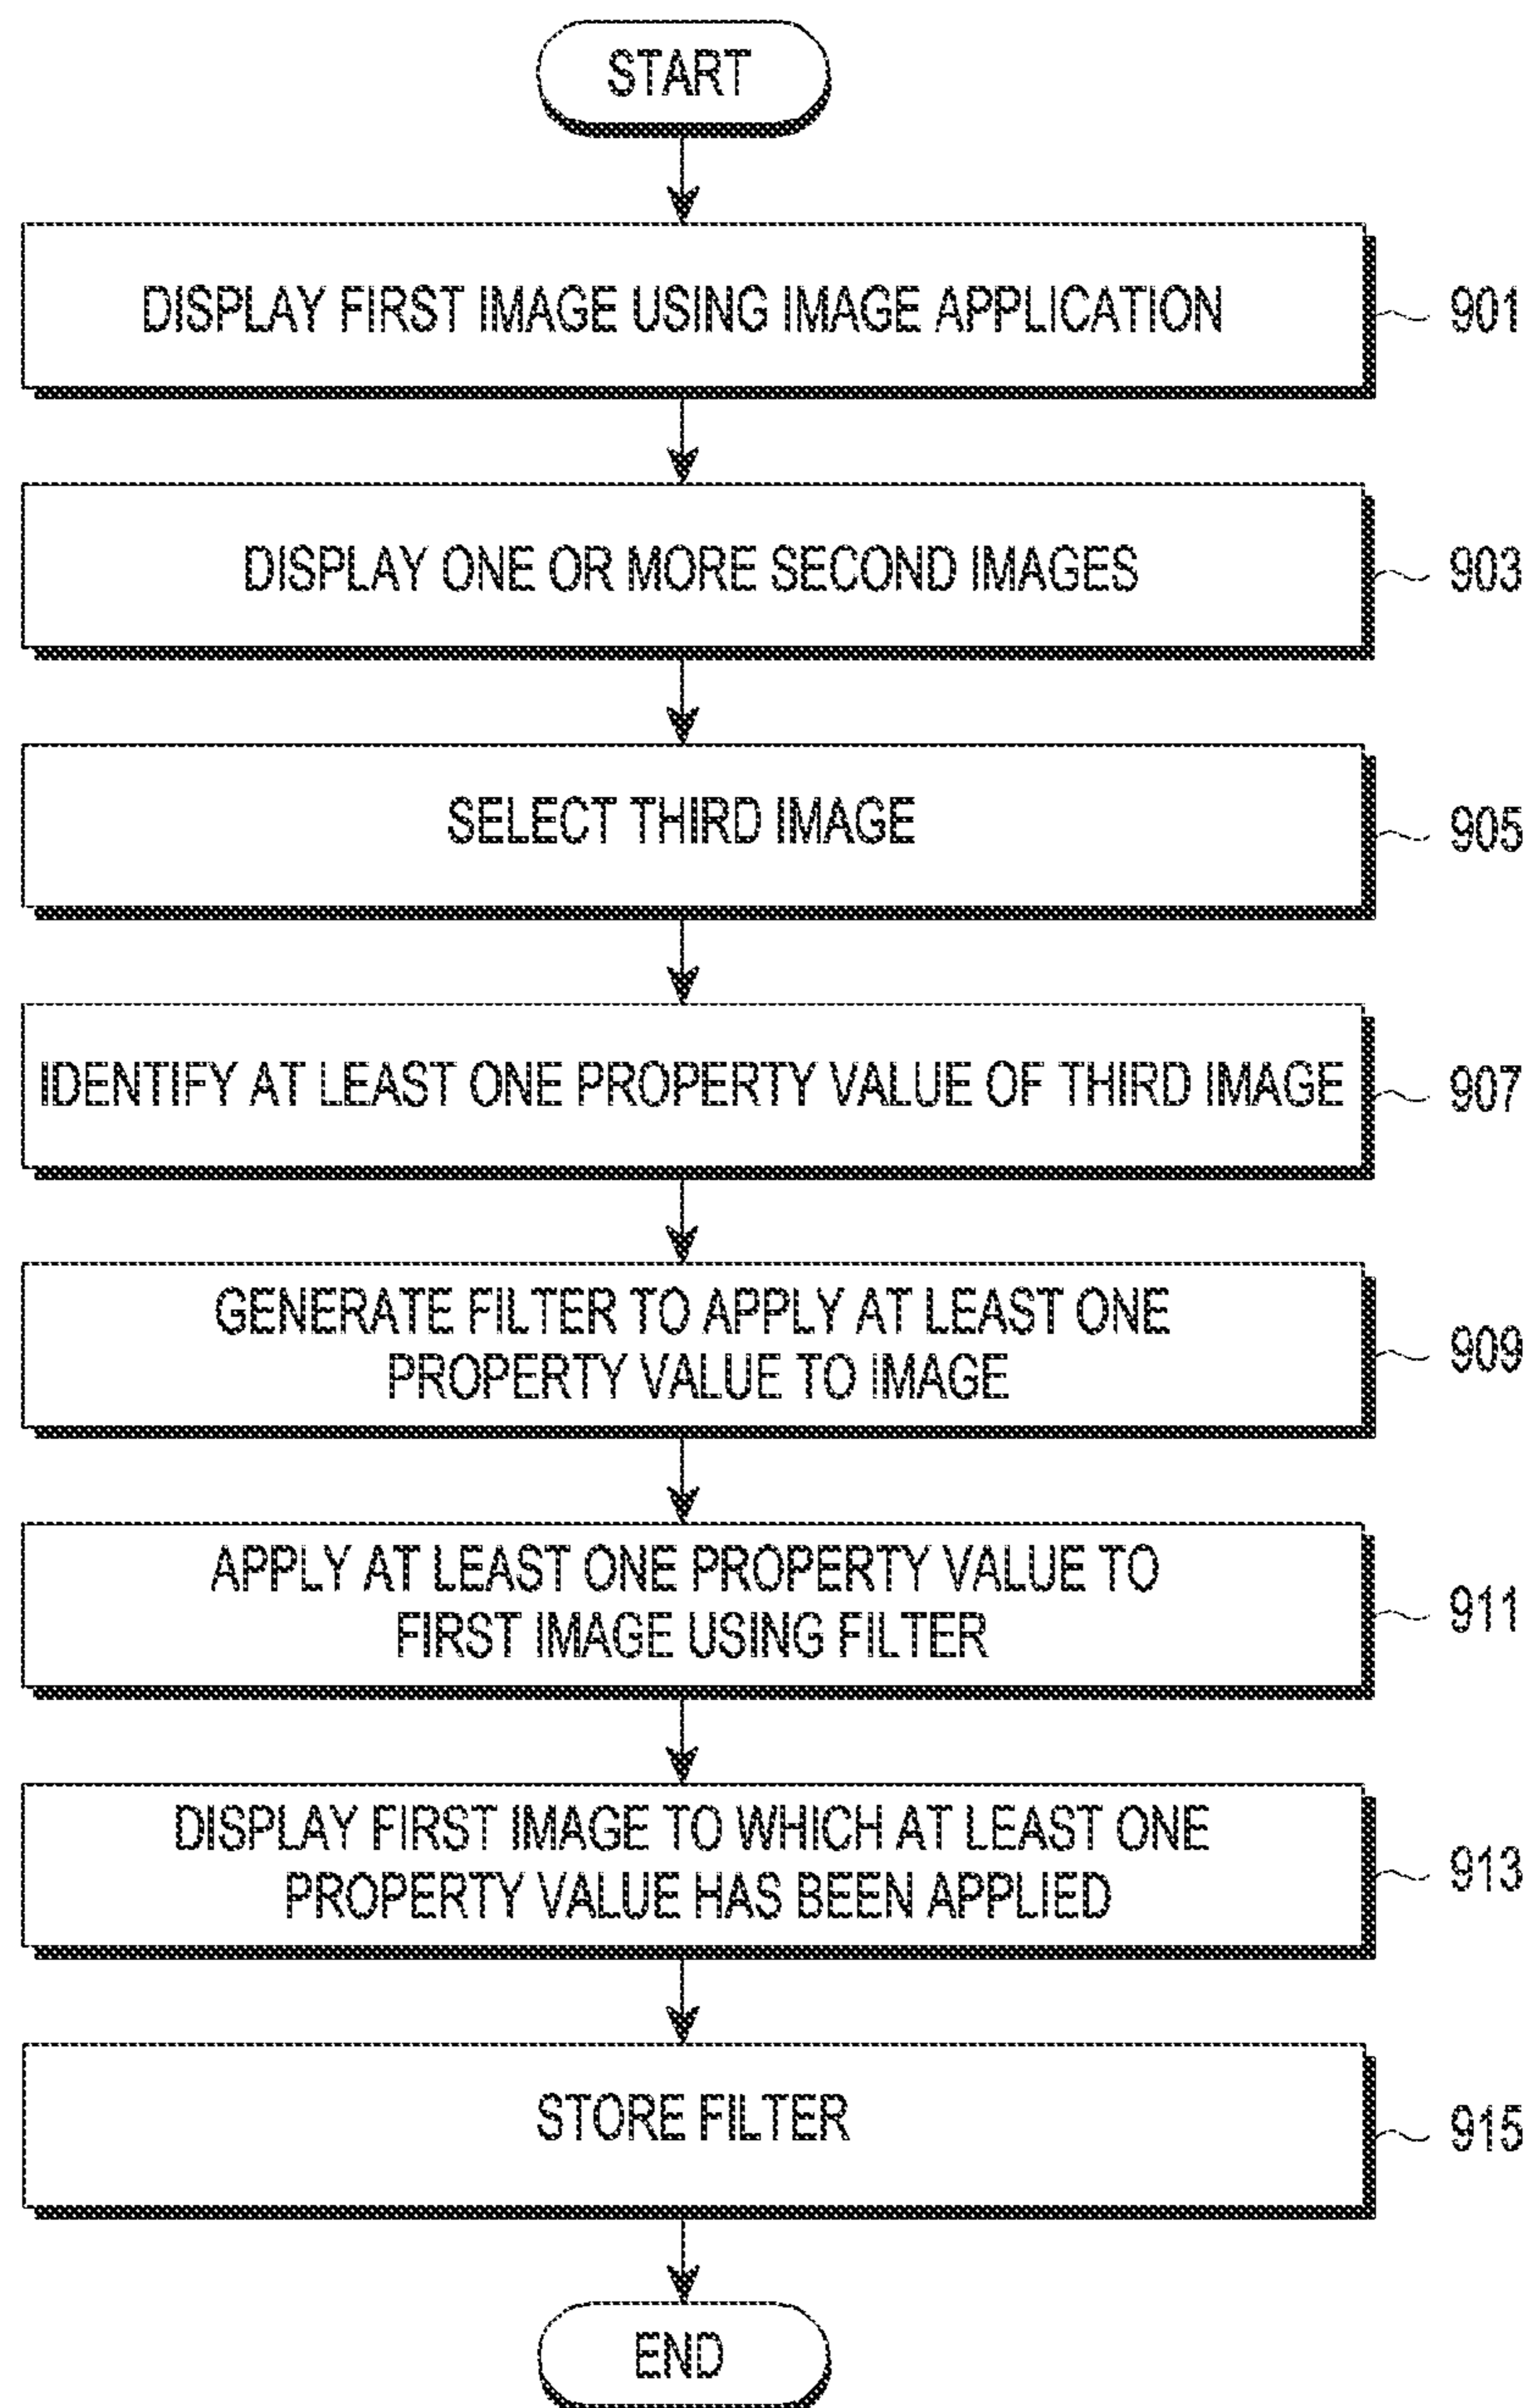 START
DISPLAY FIRST IMAGE USING IMAGE APPLICATION
901
DISPLAY ONE OR MORE SECOND IMAGES
903
SELECT THIRD IMAGE
905
IDENTIFY AT LEAST ONE PROPERTY VALUE OF THIRD IMAGE
907
GENERATE FILTER TO APPLY AT LEAST ONE
PROPERTY VALUE TO IMAGE
909
APPLY AT LEAST ONE PROPERTY VALUE TO
FIRST IMAGE USING FILTER
911
DISPLAY FIRST IMAGE TO WHICH AT LEAST ONE
PROPERTY VALUE HAS BEEN APPLIED
913
STORE FILTER
915
END